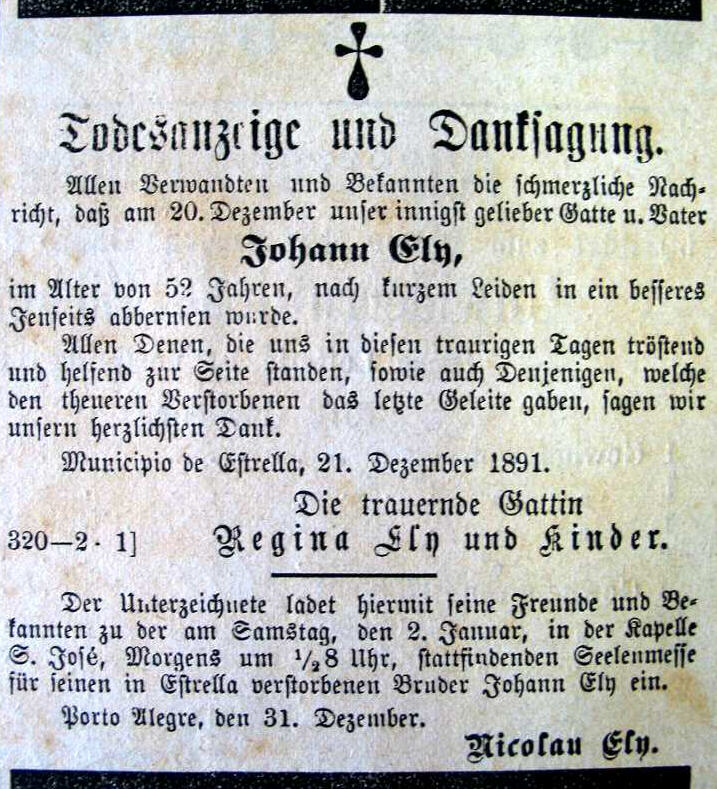 Todesanzeige und Danksagung.
Allen Verwandten und Bekannten die schmerzliche Nach-
richt, daß am 20. Dezember unser innigst gelieber Gatte u. Vater
Johann Ely,
im Alter von 52 Jahren, nach kurzem Leiden in ein besseres
Jenseits abbernfen wurde.
Allen Denen, die uns in diesen traurigen Tagen tröstend
und helfend zur Seite standen, sowie auch Denjenigen, welche
den theueren Verstorbenen das letzte Geleite gaben, sagen wir
unsern herzlichsten Dank.
Municipio de Estrella, 21. Dezember 1891.
Die trauernde Gattin
320—2 · 1] Regina Ely und Kinder.
Der Unterzeichnete ladet hiermit seine Freunde und Be-
kannten zu der am Samstag, den 2. Januar, in der Kapelle
S. José, Morgens um 1/2 8 Uhr, stattfindenden Seelenmesse
für seinen in Estrella verstorbenen Bruder Johann Ely ein.
Porto Alegre, den 31. Dezember.
Nicolau Ely.